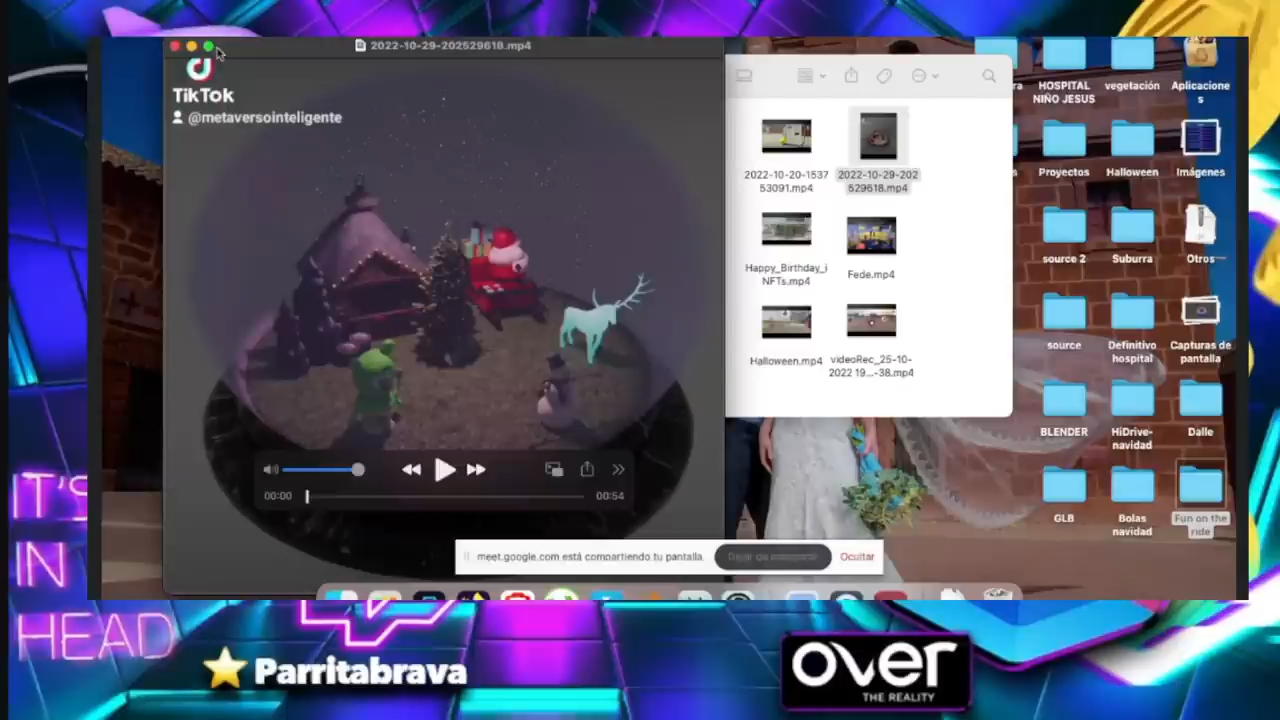 2022-10-29-202529618.mp4
TikTok
@metaversointeligente
2022-10-20-1537
53091.mp4
2022-10-29-202
529618.mp4
Happy_Birthday_i
NFTs.mp4
Fede.mp4
Halloween.mp4
videoRec_25-10-
2022 19...-38.mp4
HOSPITAL
NIÑO JESUS
vegetación
Aplicacione
s
Proyectos
Halloween
Imágenes
source 2
Suburra
Otros
source
Definitivo
hospital
Capturas de
pantalla
BLENDER
HiDrive-
navidad
Dalle
GLB
Bolas
navidad
Fun on the
ride
00:00
00:54
meet.google.com está compartiendo tu pantalla.
Dejar de compartir
Ocultar
IT'S
IN
HEAD
Parritabrava
OVER
THE REALITY